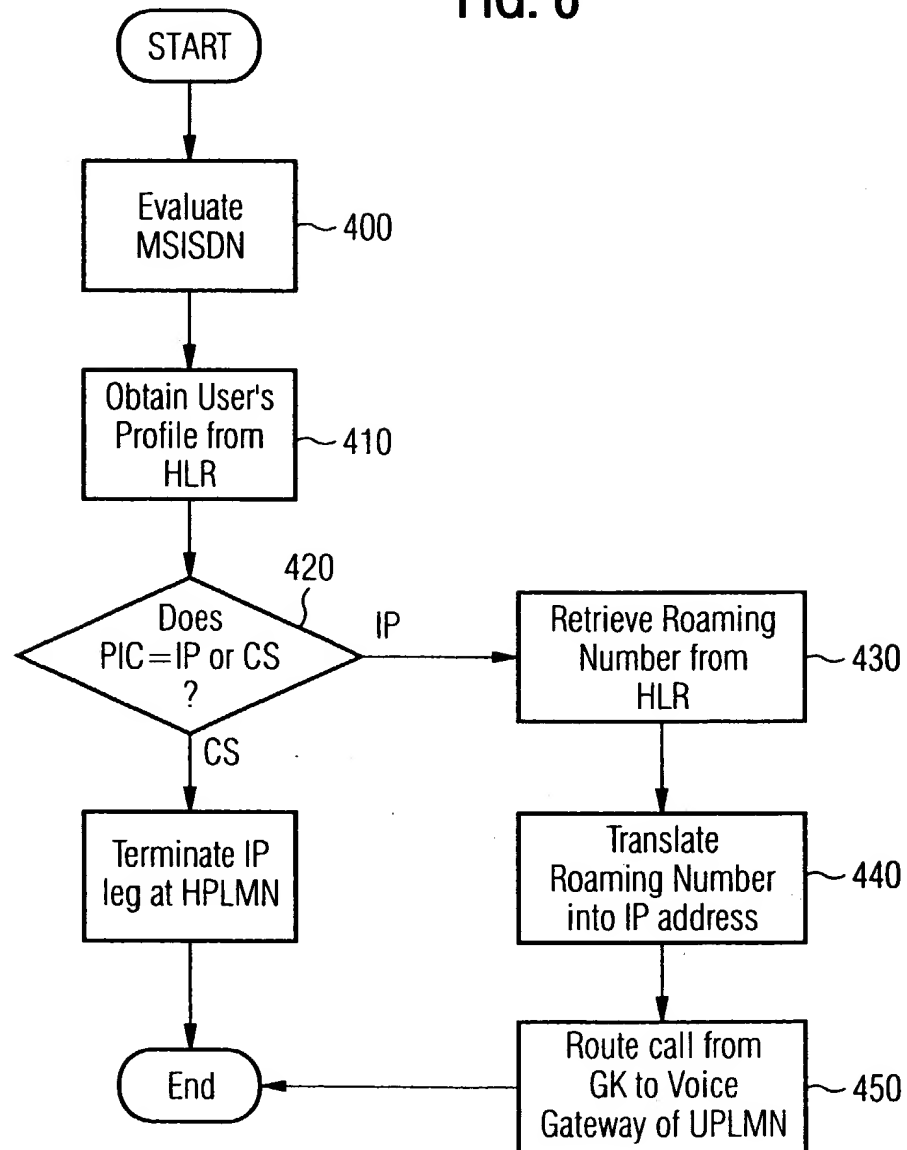 START
Evaluate
MSISDN
400
Obtain User's
Profile from
HLR
410
420
Does
PIC=IP or CS
?
IP
CS
Retrieve Roaming
Number from
HLR
430
Terminate IP
leg at HPLMN
Translate
Roaming Number
into IP address
440
End
Route call from
GK to Voice
Gateway of UPLMN
450